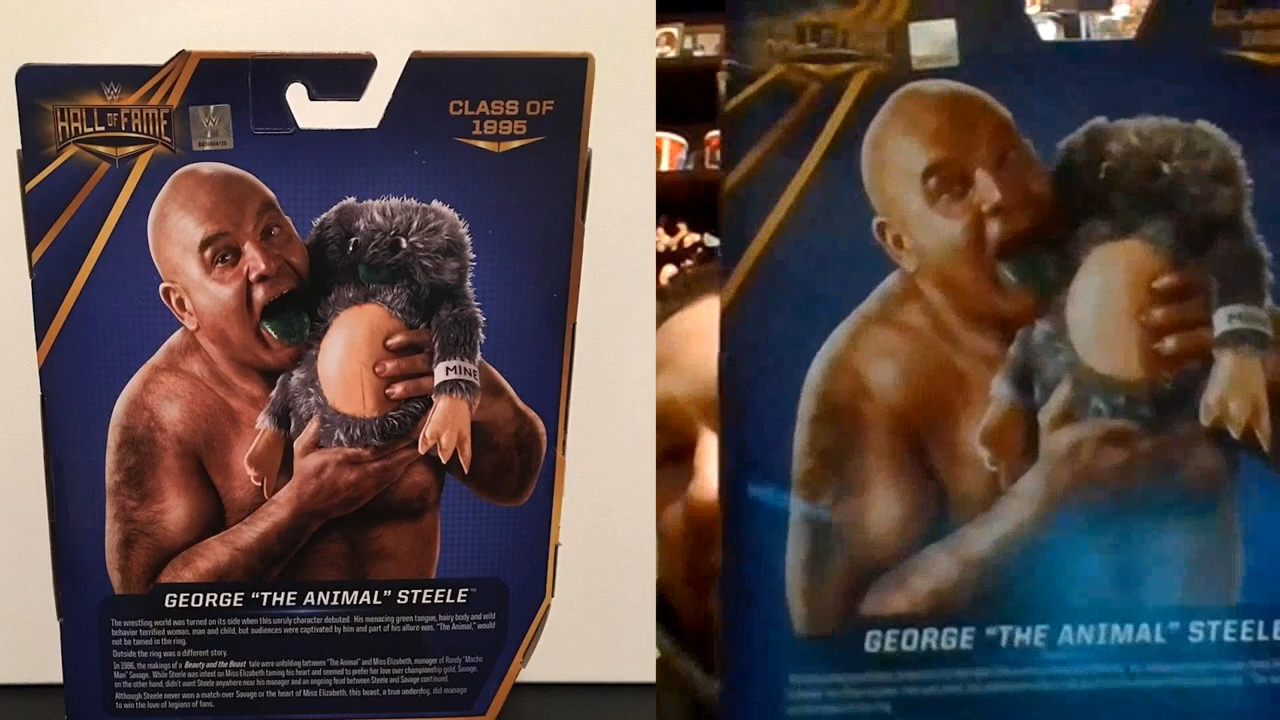 W
HALL OF FAME
CLASS OF
1995
MINE
GEORGE "THE ANIMAL" STEELE™
The wrestling world was turned on its side when this unruly character debuted. His menacing green tongue, hairy body and wild
behavior terrified woman, man and child, but audiences were captivated by him and part of his allure was, "The Animal," would
not be tamed in the ring.
Outside the ring was a different story.
In 1986, the makings of a Beauty and the Beast tale were unfolding between "The Animal" and Miss Elizabeth, manager of Randy "Macho
Man" Savage. While Steele was intent on Miss Elizabeth taming his heart and seemed to prefer her love over championship gold, Savage,
on the other hand, didn't want Steele anywhere near his manager and an ongoing feud between Steele and Savage continued.
Although Steele never won a match over Savage or the heart of Miss Elizabeth, this beast, a true underdog, did manage
to win the love of legions of fans.
GEORGE "THE ANIMAL" STEELE